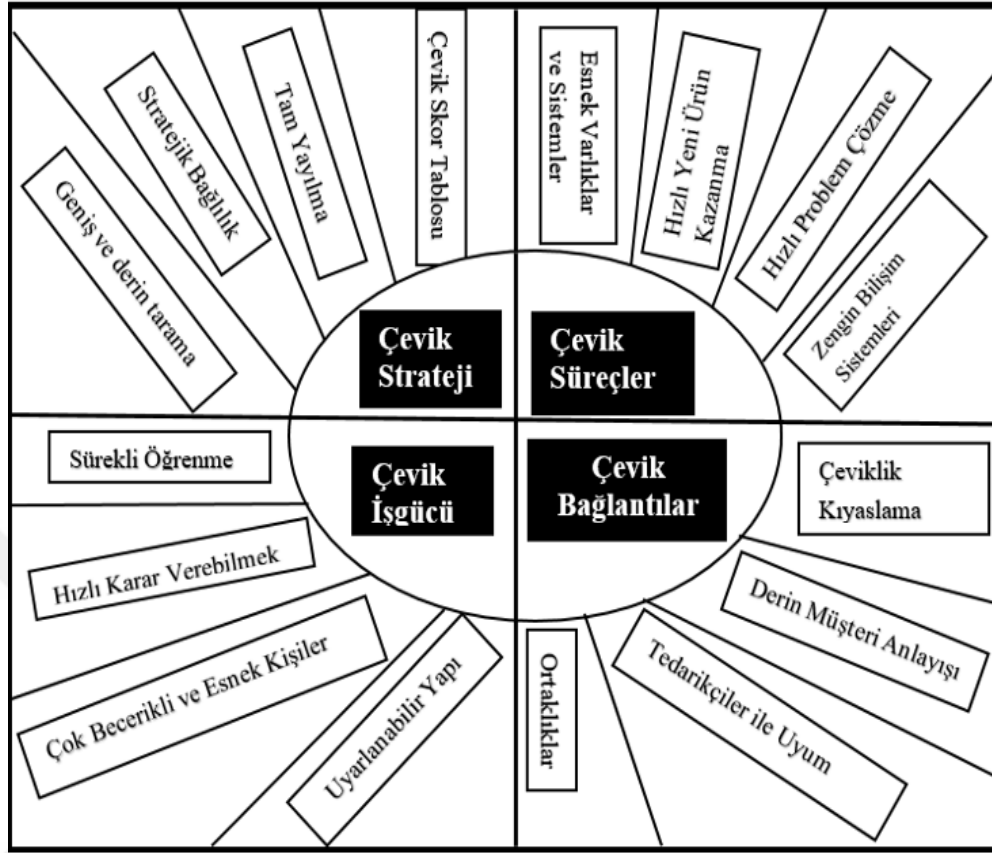 Geniş ve derin tarama
Stratejik Bağlılık
Tam Yayılma
Çevik Skor Tablosu
Esnek Varlıklar
ve Sistemler
Hızlı Yeni Ürün
Kazanma
Hızlı Problem Çözme
Zengin Bilişim
Sistemleri
Çevik
Strateji
Çevik
Süreçler
Çevik
İşgücü
Çevik
Bağlantılar
Sürekli Öğrenme
Hızlı Karar Verebilmek
Çok Becerikli ve Esnek Kişiler
Uyarlanabilir Yapı
Ortaklıklar
Tedarikçiler ile Uyum
Derin Müşteri Anlayışı
Çeviklik
Kıyaslama